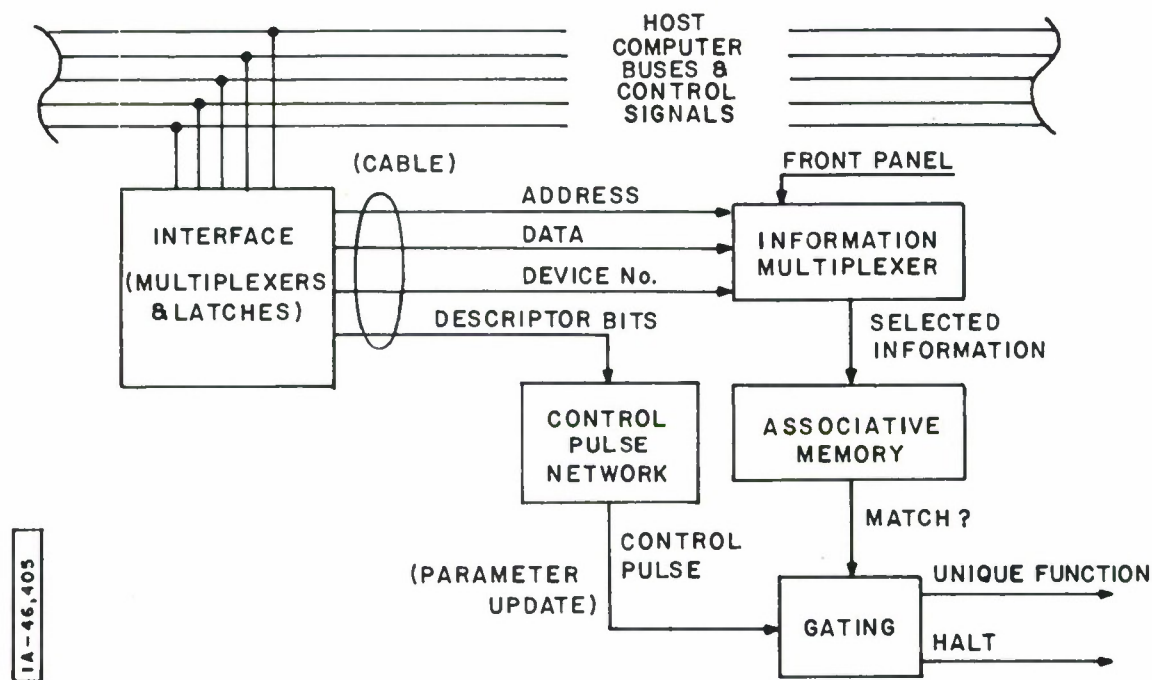 HOST
COMPUTER
BUSES &
CONTROL
SIGNALS
(CABLE)
FRONT PANEL
INTERFACE
(MULTIPLEXERS
& LATCHES)
ADDRESS
DATA
DEVICE No.
DESCRIPTOR BITS
INFORMATION
MULTIPLEXER
SELECTED
INFORMATION
CONTROL
PULSE
NETWORK
ASSOCIATIVE
MEMORY
MATCH?
CONTROL
PULSE
(PARAMETER
UPDATE)
GATING
UNIQUE FUNCTION
HALT
IA-46,405